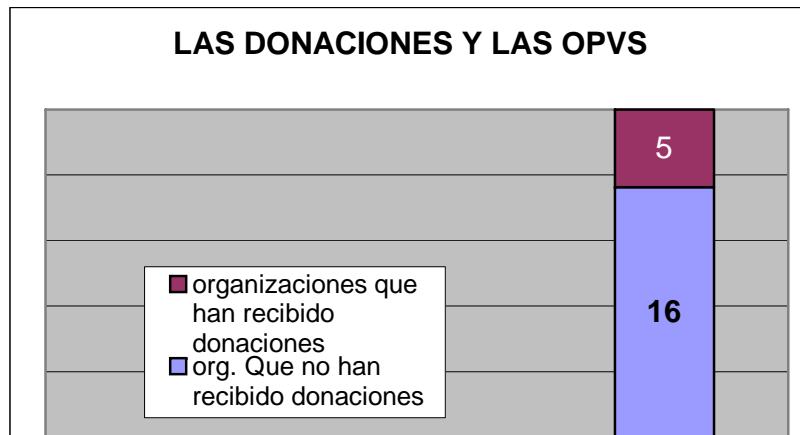 LAS DONACIONES Y LAS OPVS
5
organizaciones que
han recibido
donaciones
org. Que no han
recibido donaciones
16